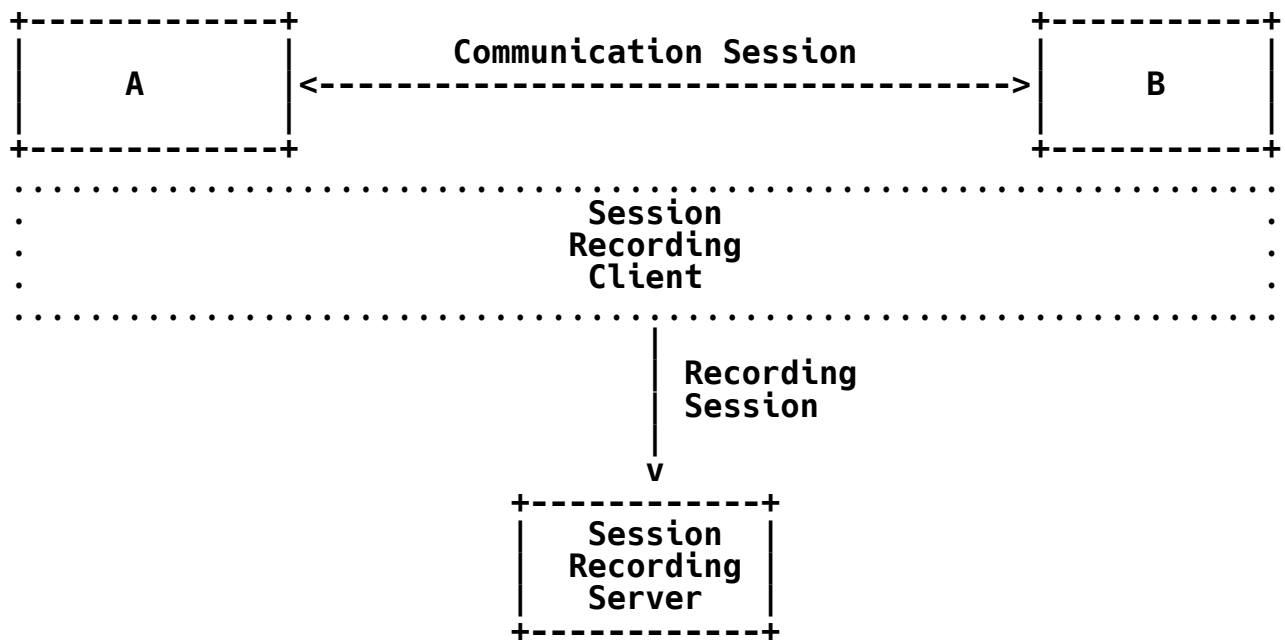 Communication Session
A <-----------------------------------> B
Session
Recording
Client
Recording
Session
v
Session
Recording
Server